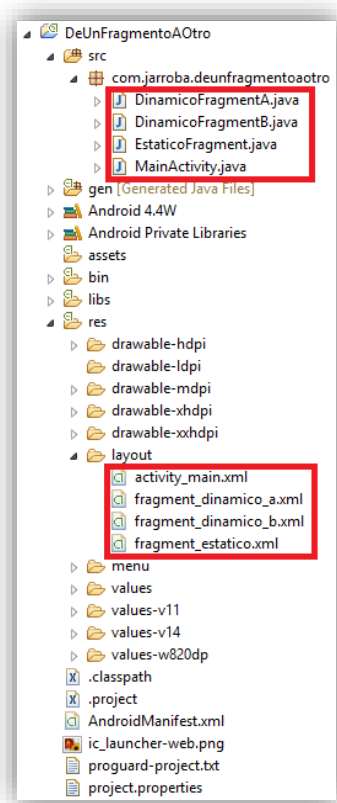 DeUnFragmentoAOtro
src
com.jarroba.deunfragmentoaotro
DinamicoFragmentA.java
DinamicoFragmentB.java
EstaticoFragment.java
MainActivity.java
gen [Generated Java Files]
Android 4.4W
Android Private Libraries
assets
bin
libs
res
drawable-hdpi
drawable-ldpi
drawable-mdpi
drawable-xhdpi
drawable-xxhdpi
layout
activity_main.xml
fragment_dinamico_a.xml
fragment_dinamico_b.xml
fragment_estatico.xml
menu
values
values-v11
values-v14
values-w820dp
.classpath
.project
AndroidManifest.xml
ic_launcher-web.png
proguard-project.txt
project.properties